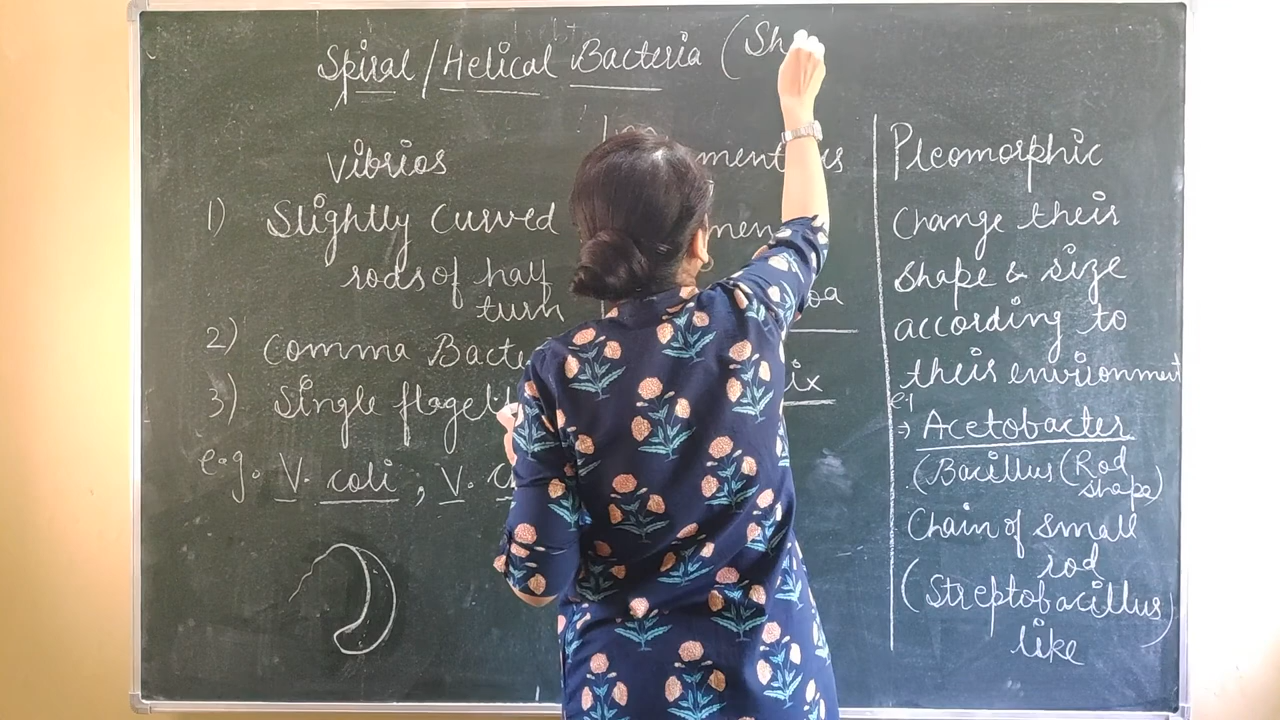 Spiral / Helical Bacteria (Sh
Vibrios
1) Slightly Curved
rods of half
turn
2) Comma Bacte
3) Single flagell
e.g. V. coli, V. C
Pleomorphic
Change their
shape & size
according to
their environment
e.g
→ Acetobacter
(Bacillus (Rod
shape)
Chain of small
rod
(Streptobacillus)
like